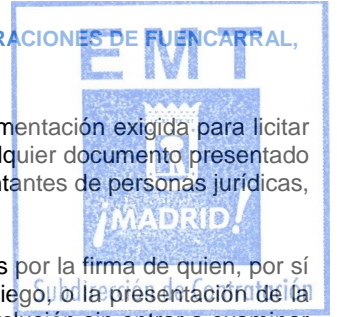 RACIONES DE FUENCARRAL,
EMT
mentación exigida para licitar
lquier documento presentado
ntantes de personas jurídicas,
¡MADRID!
s por la firma de quien, por sí
iego, o la presentación de la
Subdirección de Contratación